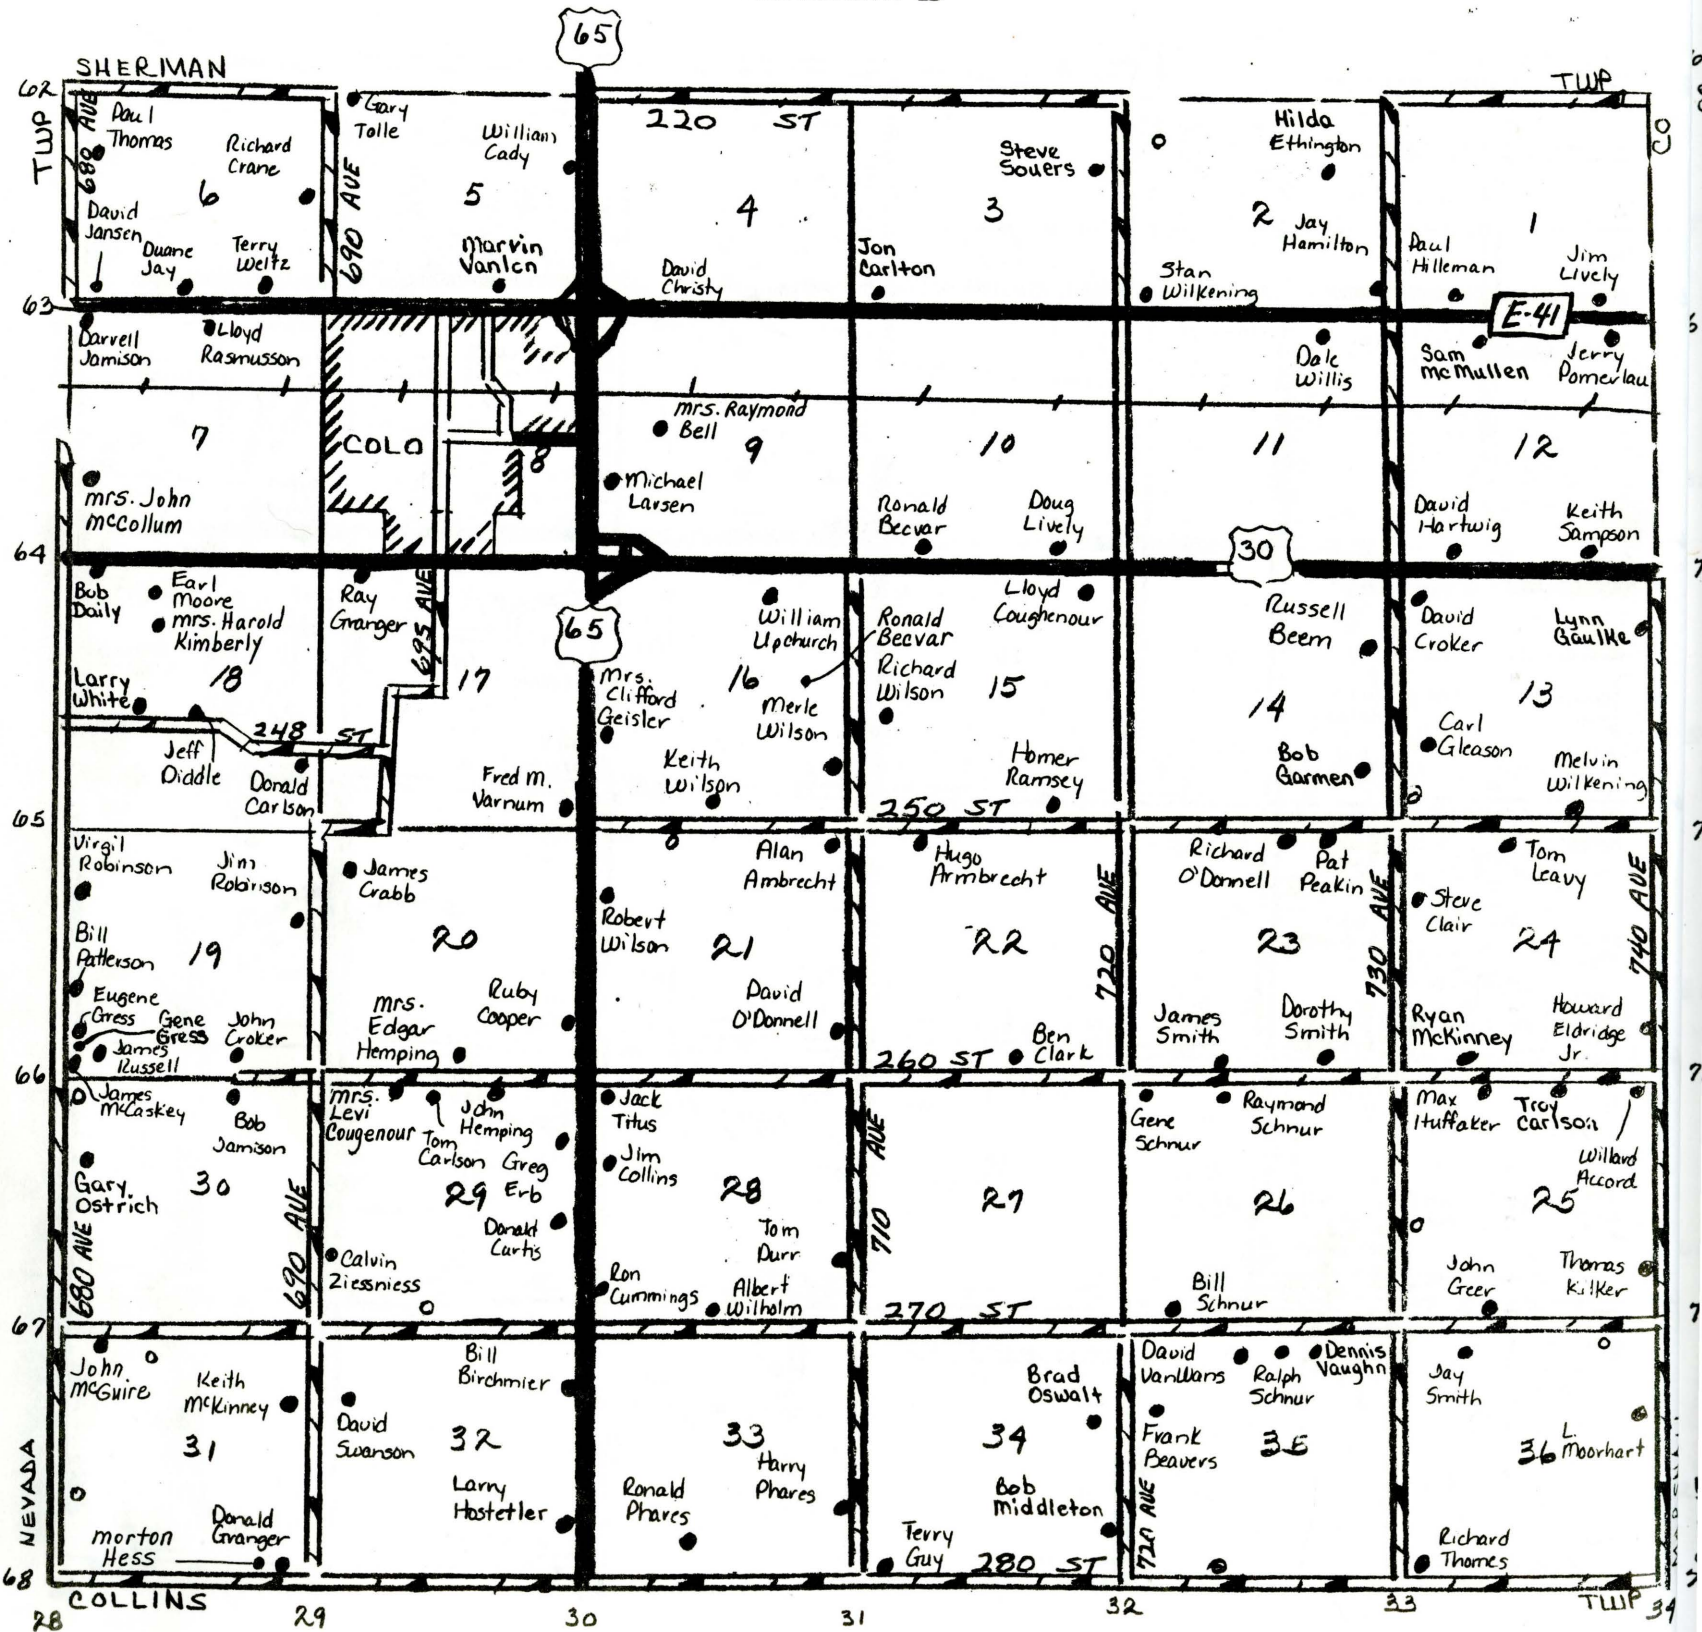 65
SHERMAN
TWP
62
TWP
680 AVE
CO
Paul
Thomas
Richard
Crane
6
David
Jansen
Duane
Jay
Terry
Weltz
Gary
Tolle
690 AVE
William
Cady
5
Marvin
Vanlcn
220 ST
4
David
Christy
Steve
Souers
3
Jon
Carlton
Hilda
Ethington
2
Jay
Hamilton
Stan
Wilkening
1
Paul
Hilleman
Jim
Lively
63
E-41
Darvell
Jamison
Lloyd
Rasmusson
7
Mrs. John
McCollum
COLO
8
Mrs. Raymond
Bell
9
Michael
Larsen
10
Ronald
Becvar
Doug
Lively
Dale
Willis
11
Sam
McMullen
Jerry
Pomerlau
12
David
Hartwig
Keith
Sampson
64
30
65
Bob
Daily
Earl
Moore
Mrs. Harold
Kimberly
18
Larry
White
248 ST
Jeff
Diddle
Donald
Carlson
Ray
Granger
695 AVE
17
Fred M.
Varnum
William
Upchurch
Mrs.
Clifford
Geisler
16
Merle
Wilson
Keith
Wilson
Ronald
Becvar
Richard
Wilson
Lloyd
Coughenour
15
Homer
Ramsey
250 ST
Russell
Beem
14
Bob
Garmen
David
Croker
Lynn
Gaulke
13
Carl
Gleason
Melvin
Wilkening
65
Virgil
Robinson
Jim
Robinson
Bill
Patterson
19
Eugene
Gress
Gene
Gress
John
Croker
James
Russell
James
Crabb
20
Mrs.
Edgar
Hemping
Ruby
Cooper
Alan
Ambrecht
Robert
Wilson
21
David
O'Donnell
Hugo
Armbrecht
22
720 AVE
Ben
Clark
260 ST
Richard
O'Donnell
Pat
Peakin
23
730 AVE
James
Smith
Dorothy
Smith
Tom
Leavy
Steve
Clair
24
740 AVE
Ryan
McKinney
Howard
Eldridge
Jr.
66
James
McCaskey
Bob
Jamison
Gary
Ostrich
30
680 AVE
690 AVE
Mrs.
Levi
Cougenour
Tom
Carlson
John
Hemping
Greg
Erb
29
Donald
Curtis
Calvin
Ziessniess
Jack
Titus
Jim
Collins
28
Tom
Durr
Ron
Cummings
Albert
Wilholm
710 AVE
27
270 ST
Gene
Schnur
Raymond
Schnur
26
Bill
Schnur
Max
Huffaker
Troy
Carlson
Willard
Accord
25
John
Geer
Thomas
Kilker
67
John
McGuire
Keith
McKinney
31
Morton
Hess
Donald
Granger
Bill
Birchmier
David
Swanson
32
Larry
Hostetler
33
Harry
Phares
Ronald
Phares
Brad
Oswalt
34
Bob
Middleton
Terry
Guy
280 ST
David
VanWans
Ralph
Schnur
Dennis
Vaughn
Frank
Beavers
35
720 AVE
Jay
Smith
36
L.
Moorhart
Richard
Thomes
NEVADA
68
COLLINS
TWP
28
29
30
31
32
33
34